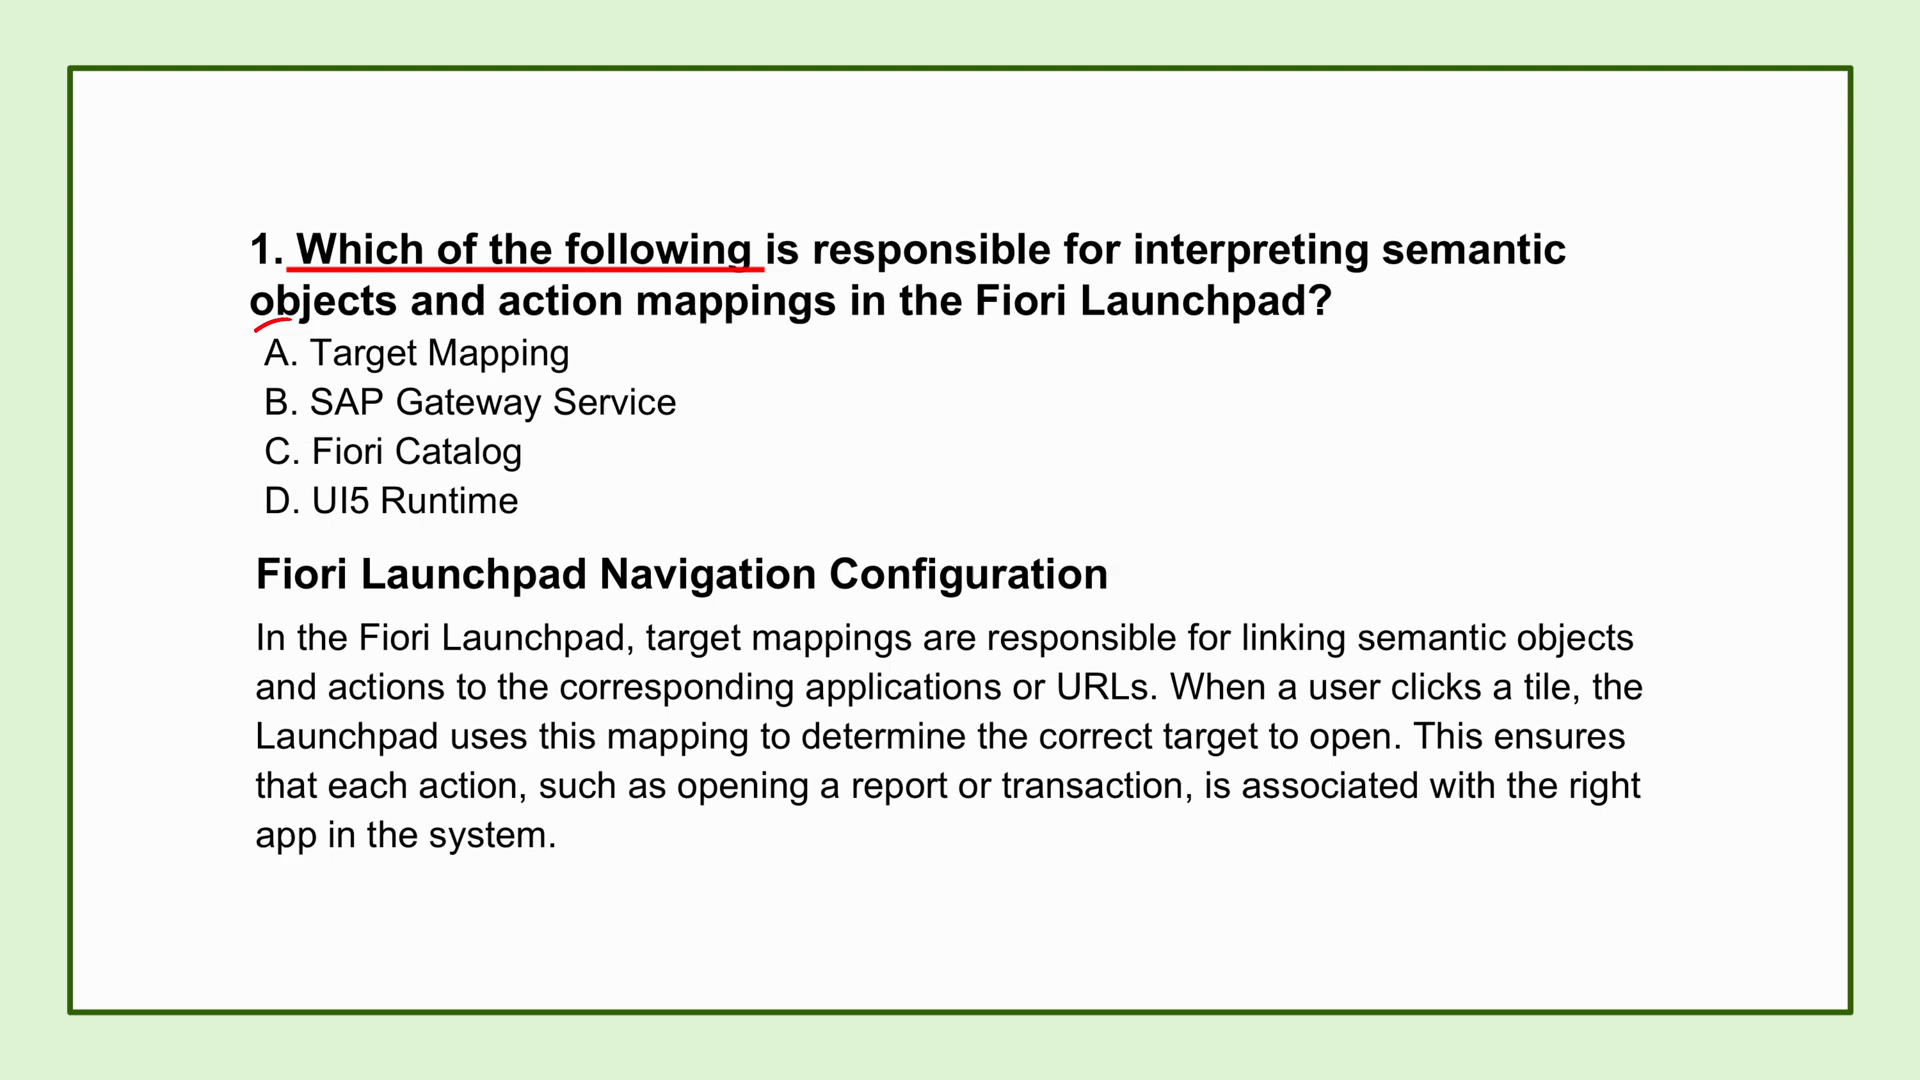 1. Which of the following is responsible for interpreting semantic
objects and action mappings in the Fiori Launchpad?
A. Target Mapping
B. SAP Gateway Service
C. Fiori Catalog
D. UI5 Runtime
Fiori Launchpad Navigation Configuration
In the Fiori Launchpad, target mappings are responsible for linking semantic objects
and actions to the corresponding applications or URLs. When a user clicks a tile, the
Launchpad uses this mapping to determine the correct target to open. This ensures
that each action, such as opening a report or transaction, is associated with the right
app in the system.